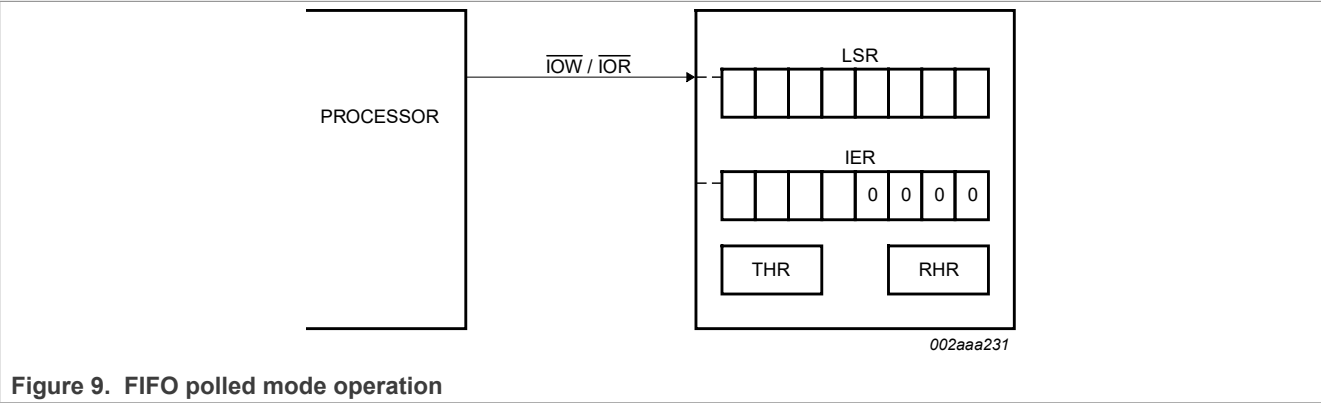 LSR
IOW / IOR
PROCESSOR
IER
0 0 0 0
THR RHR
002aaa231
Figure 9. FIFO polled mode operation